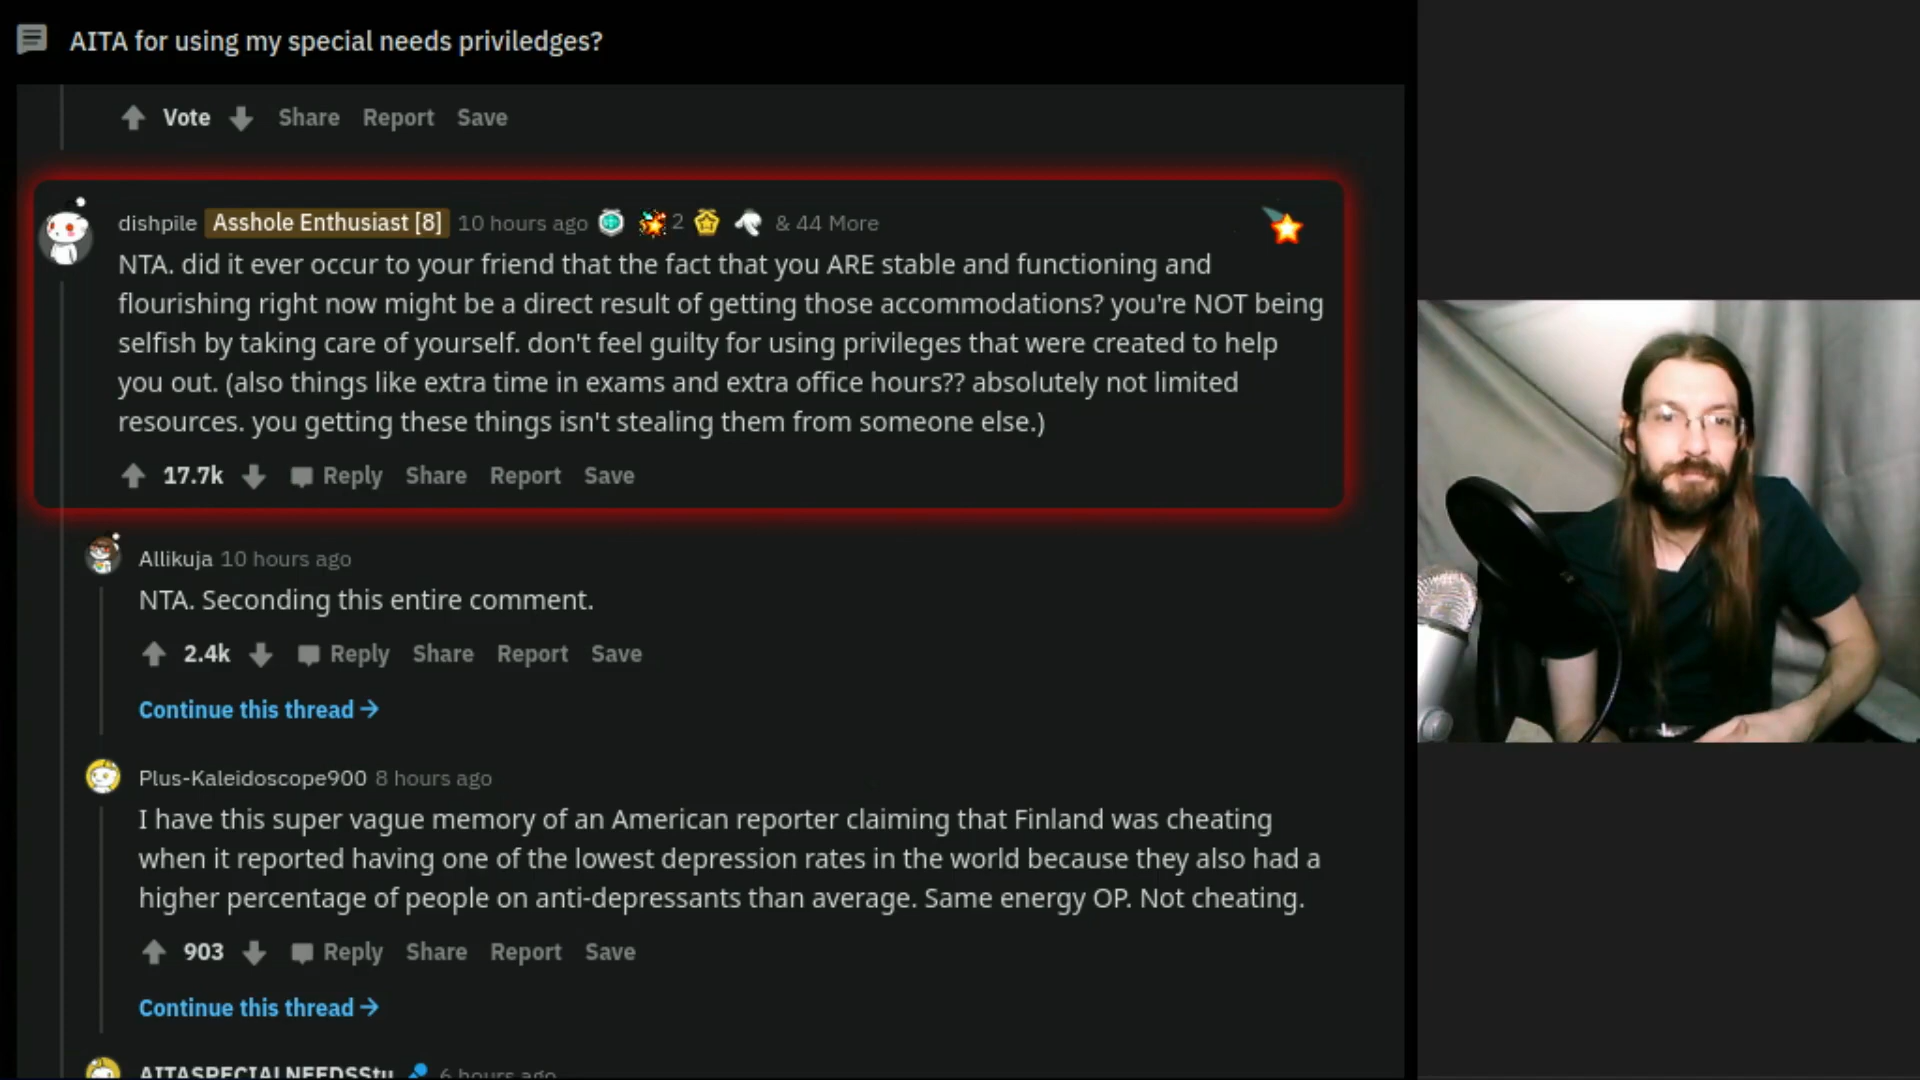 AITA for using my special needs priviledges?
Vote Share Report Save
dishpile Asshole Enthusiast [8] 10 hours ago 2 & 44 More
NTA. did it ever occur to your friend that the fact that you ARE stable and functioning and
flourishing right now might be a direct result of getting those accommodations? you're NOT being
selfish by taking care of yourself. don't feel guilty for using privileges that were created to help
you out. (also things like extra time in exams and extra office hours?? absolutely not limited
resources. you getting these things isn't stealing them from someone else.)
17.7k Reply Share Report Save
Allikuja 10 hours ago
NTA. Seconding this entire comment.
2.4k Reply Share Report Save
Continue this thread →
Plus-Kaleidoscope900 8 hours ago
I have this super vague memory of an American reporter claiming that Finland was cheating
when it reported having one of the lowest depression rates in the world because they also had a
higher percentage of people on anti-depressants than average. Same energy OP. Not cheating.
903 Reply Share Report Save
Continue this thread →
AITASPECIALNEEDSStu 6 hours ago